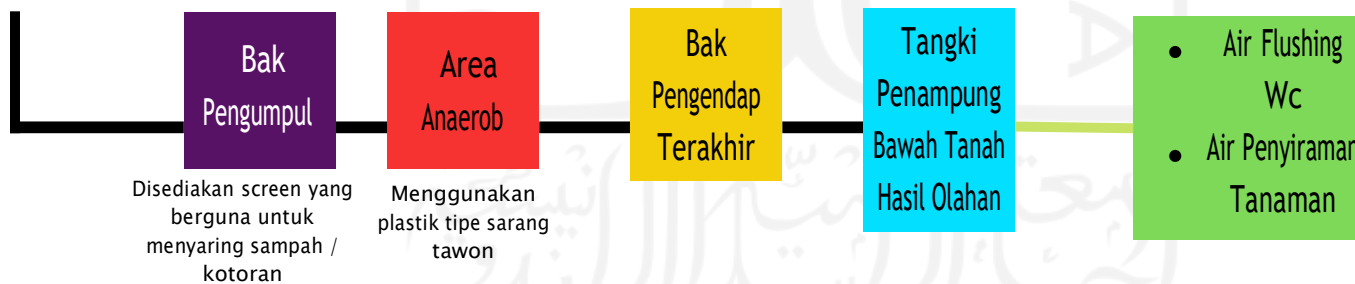 Bak
Pengumpul
Disediakan screen yang
berguna untuk
menyaring sampah /
kotoran
Area
Anaerob
Menggunakan
plastik tipe sarang
tawon
Bak
Pengendap
Terakhir
Tangki
Penampung
Bawah Tanah
Hasil Olahan
• Air Flushing
Wc
• Air Penyiraman
Tanaman